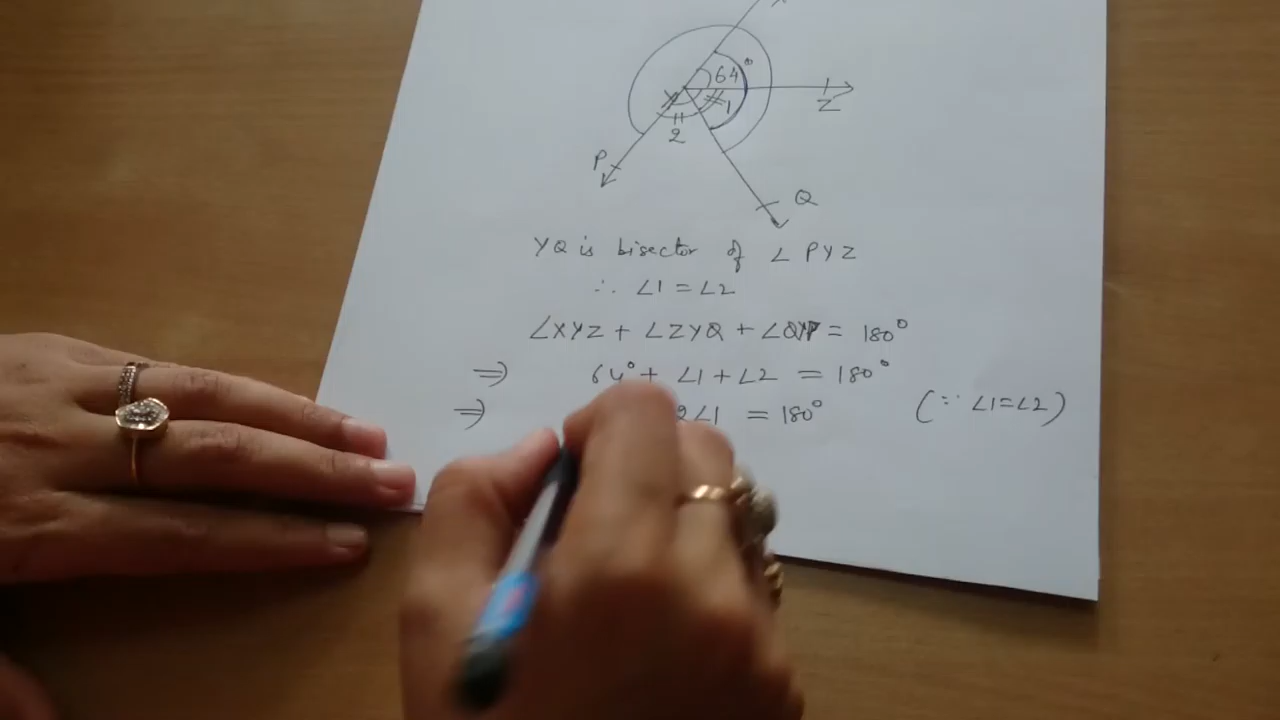 64°
Y
1
Z
2
P
Q
YQ is bisector of ∠PYZ
∴ ∠1 = ∠2
∠XYZ + ∠ZYQ + ∠QYP = 180°
⇒ 64° + ∠1 + ∠2 = 180°
⇒ 2∠1 = 180° (∵ ∠1=∠2)